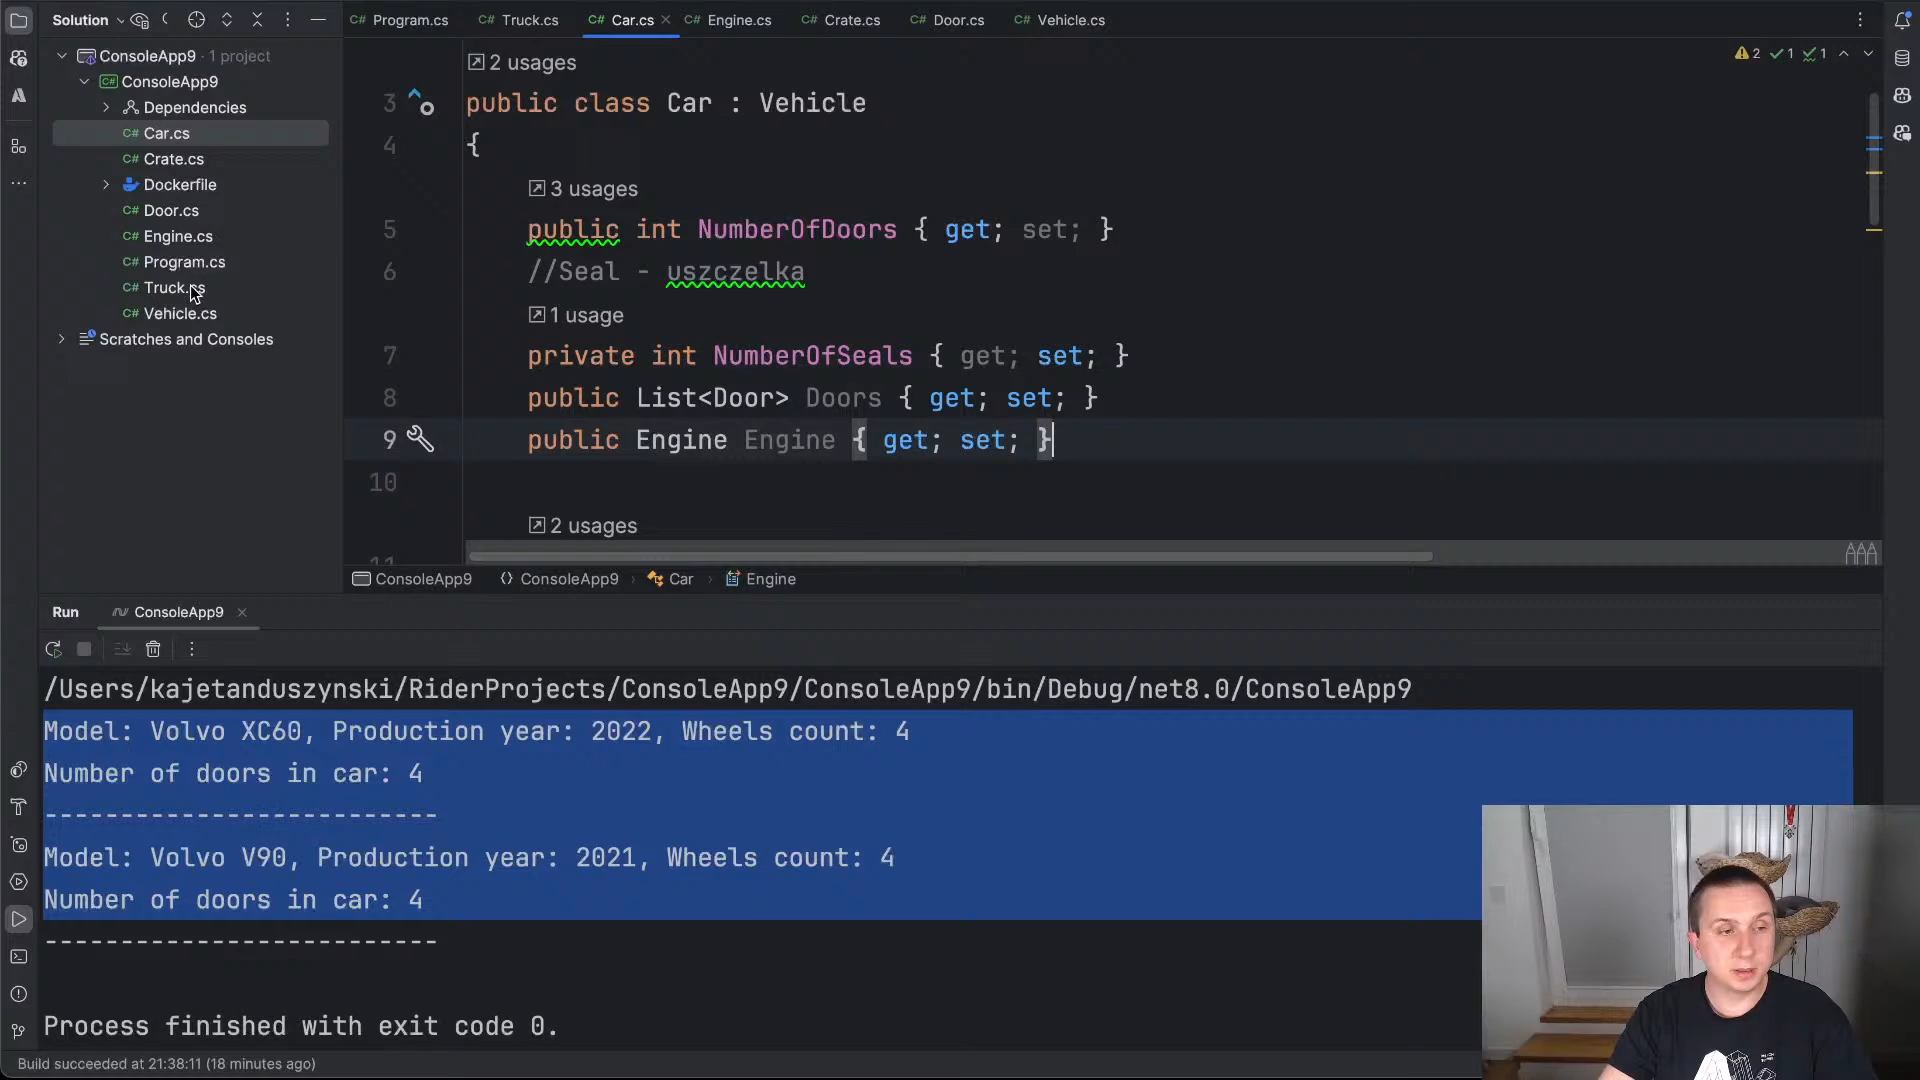 Solution
Program.cs
Truck.cs
Car.cs
Engine.cs
Crate.cs
Door.cs
Vehicle.cs
ConsoleApp9 · 1 project
ConsoleApp9
Dependencies
Car.cs
Crate.cs
Dockerfile
Door.cs
Engine.cs
Program.cs
Truck.cs
Vehicle.cs
Scratches and Consoles
2
1
1
2 usages
3 public class Car : Vehicle
4 {
3 usages
5 public int NumberOfDoors { get; set; }
6 //Seal - uszczelka
1 usage
7 private int NumberOfSeals { get; set; }
8 public List<Door> Doors { get; set; }
9 public Engine Engine { get; set; }
10
2 usages
ConsoleApp9
ConsoleApp9
Car
Engine
Run
ConsoleApp9
/Users/kajetanduszynski/RiderProjects/ConsoleApp9/ConsoleApp9/bin/Debug/net8.0/ConsoleApp9
Model: Volvo XC60, Production year: 2022, Wheels count: 4
Number of doors in car: 4
--------------------------
Model: Volvo V90, Production year: 2021, Wheels count: 4
Number of doors in car: 4
--------------------------
Process finished with exit code 0.
Build succeeded at 21:38:11 (18 minutes ago)